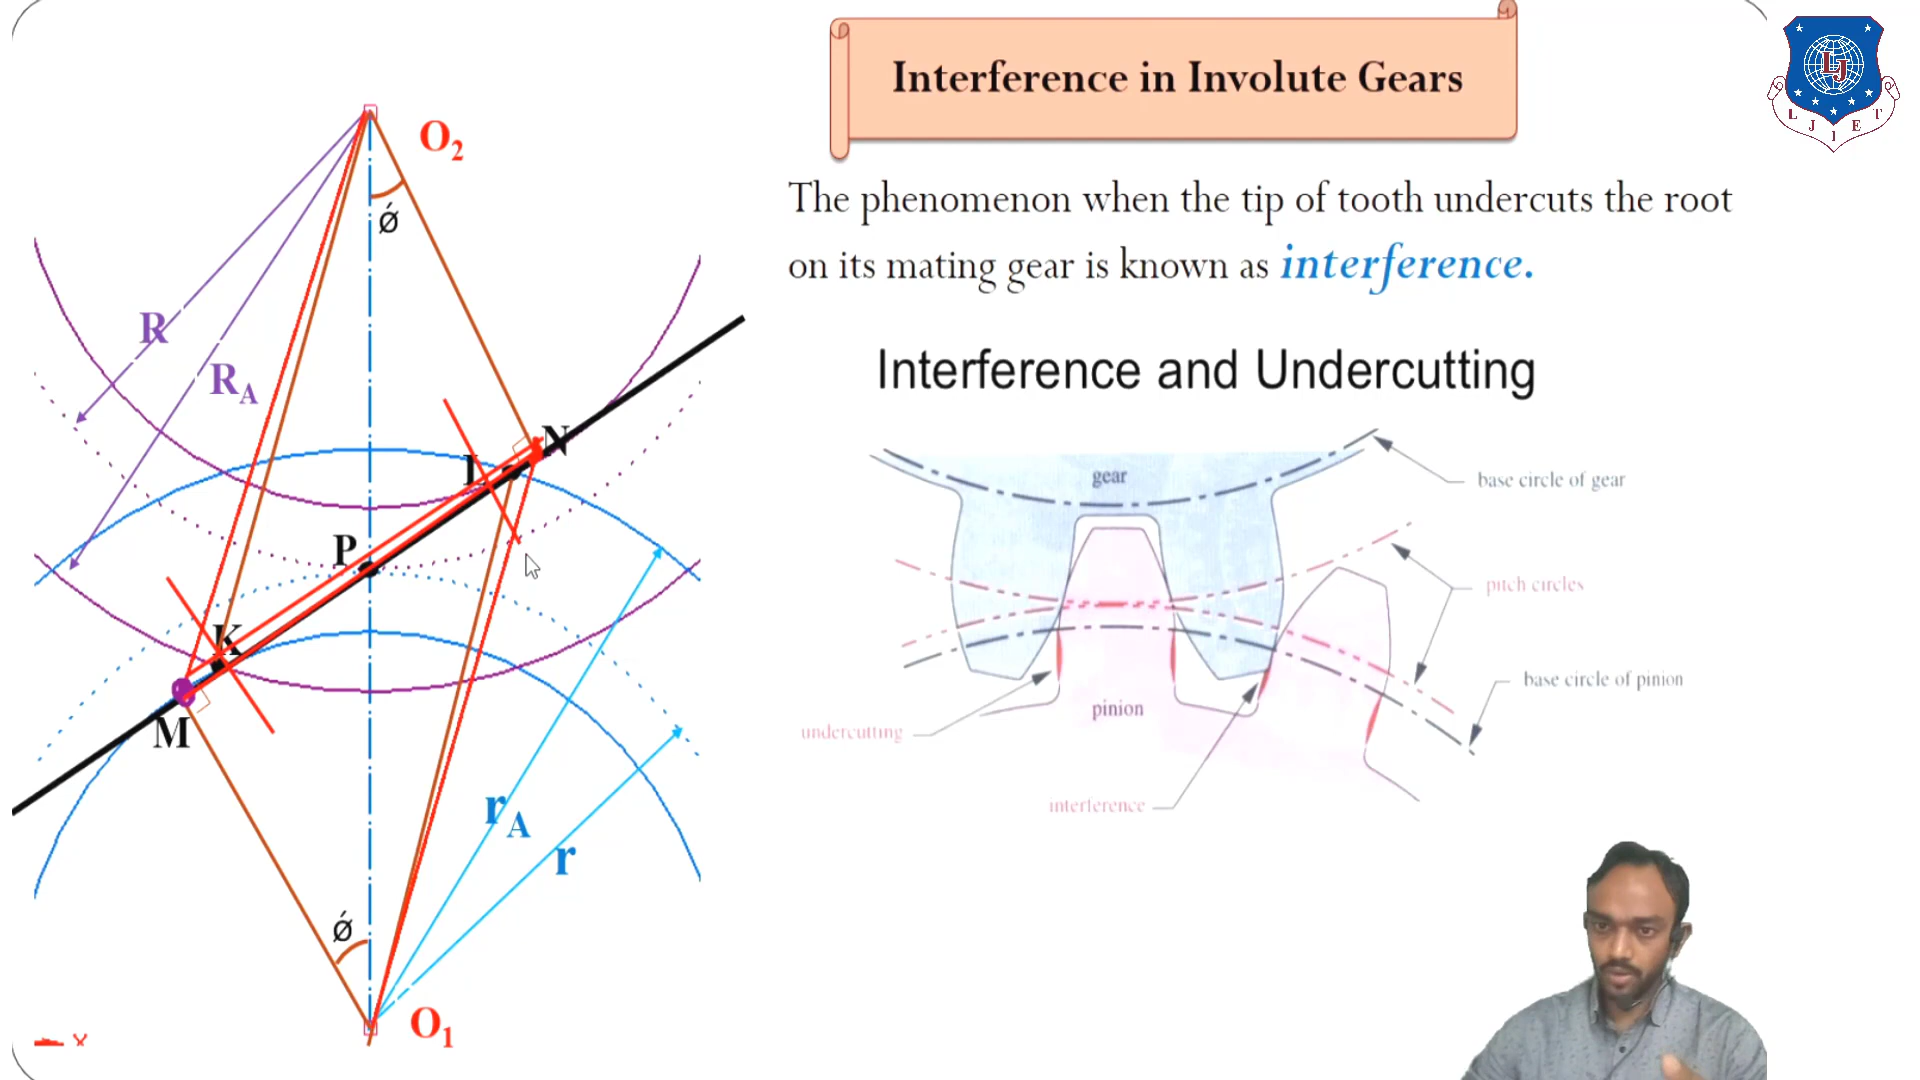 Interference in Involute Gears
LJ
L J I E T
The phenomenon when the tip of tooth undercuts the root
on its mating gear is known as interference.
Interference and Undercutting
gear
base circle of gear
pitch circles
base circle of pinion
pinion
undercutting
interference
O2
ǿ
R
RA
N
L
P
K
M
rA
r
ǿ
O1